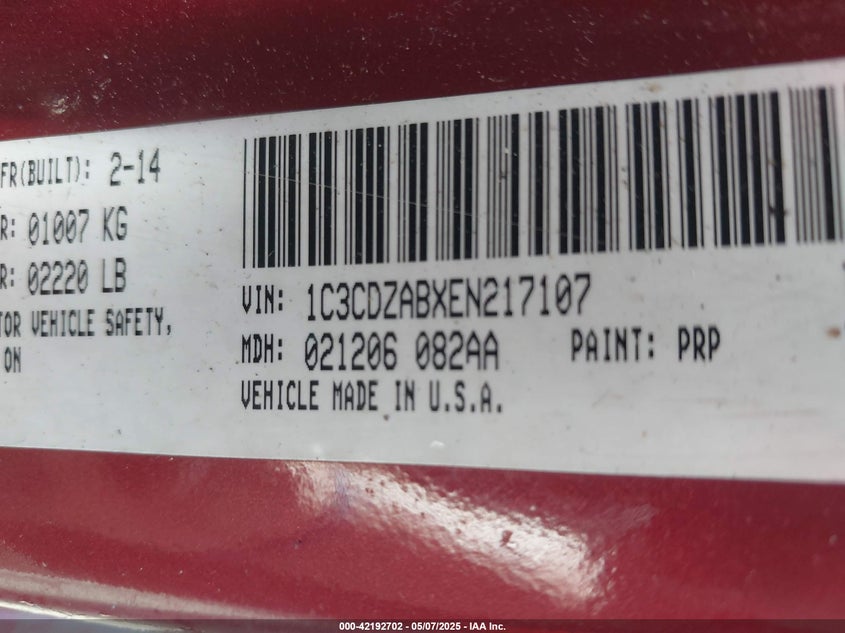 FR(BUILT): 2-14
R: 01007 KG
R: 02220 LB
TOR VEHICLE SAFETY,
ON
VIN: 1C3CDZABXEN217107
MDH: 021206 082AA PAINT: PRP
VEHICLE MADE IN U.S.A.
000-42192702 - 05/07/2025 - IAA Inc.